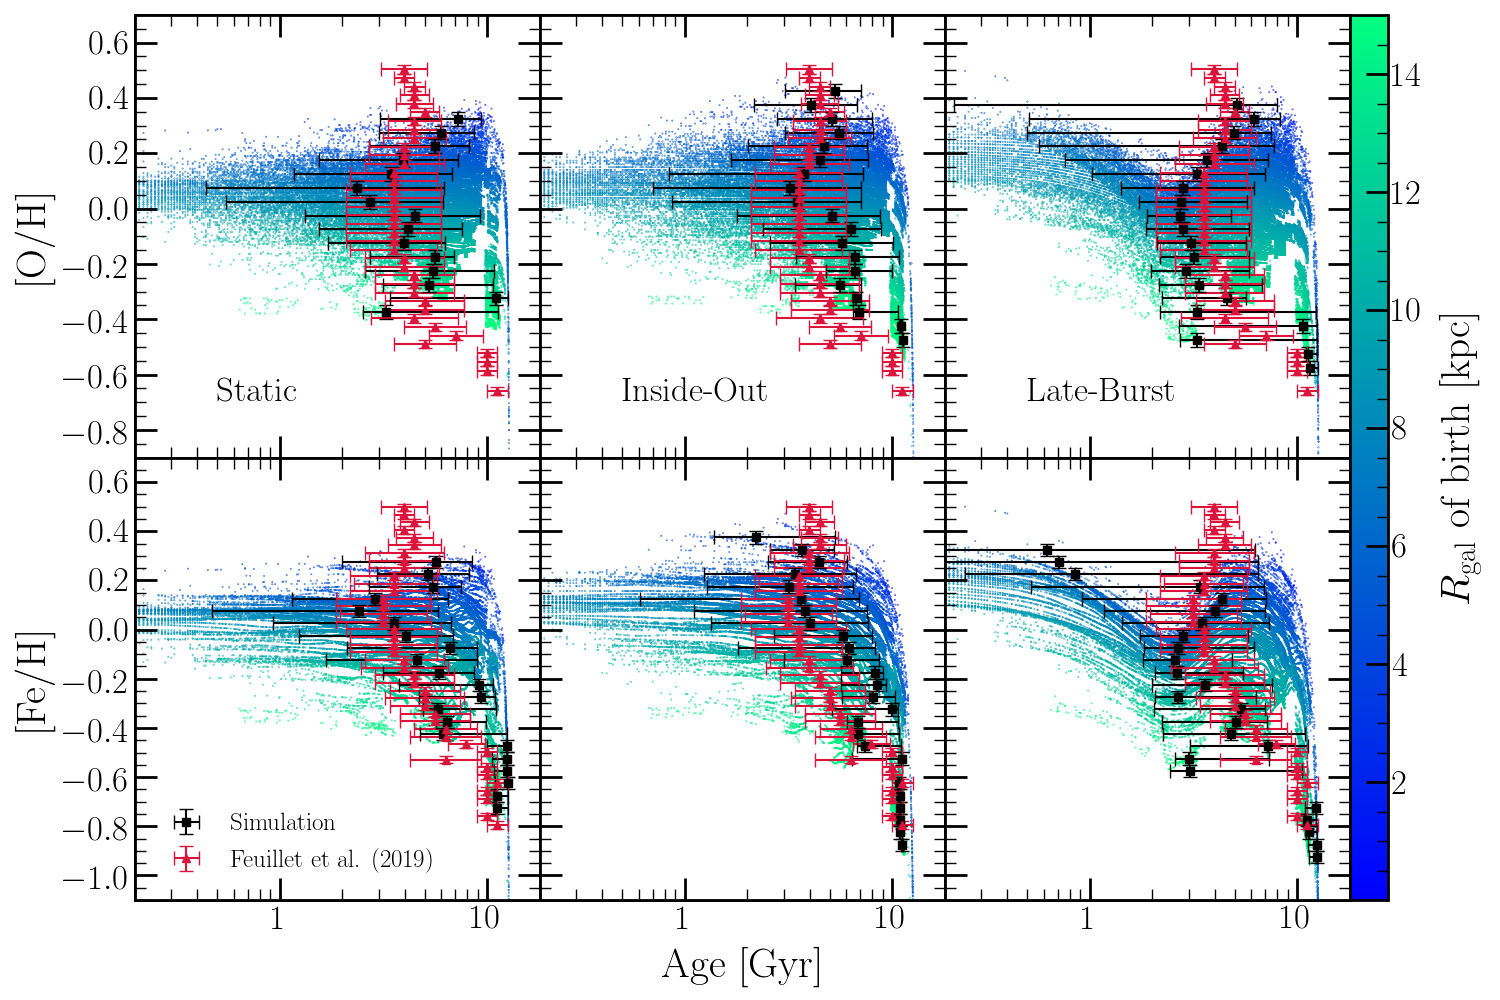 0.6
0.4
0.2
0.0
−0.2
−0.4
−0.6
−0.8
[O/H]
Static
Inside-Out
Late-Burst
0.6
0.4
0.2
0.0
−0.2
−0.4
−0.6
−0.8
−1.0
[Fe/H]
Simulation
Feuillet et al. (2019)
1 10 1 10 1 10
Age [Gyr]
14
12
10
8
6
4
2
R_gal of birth [kpc]